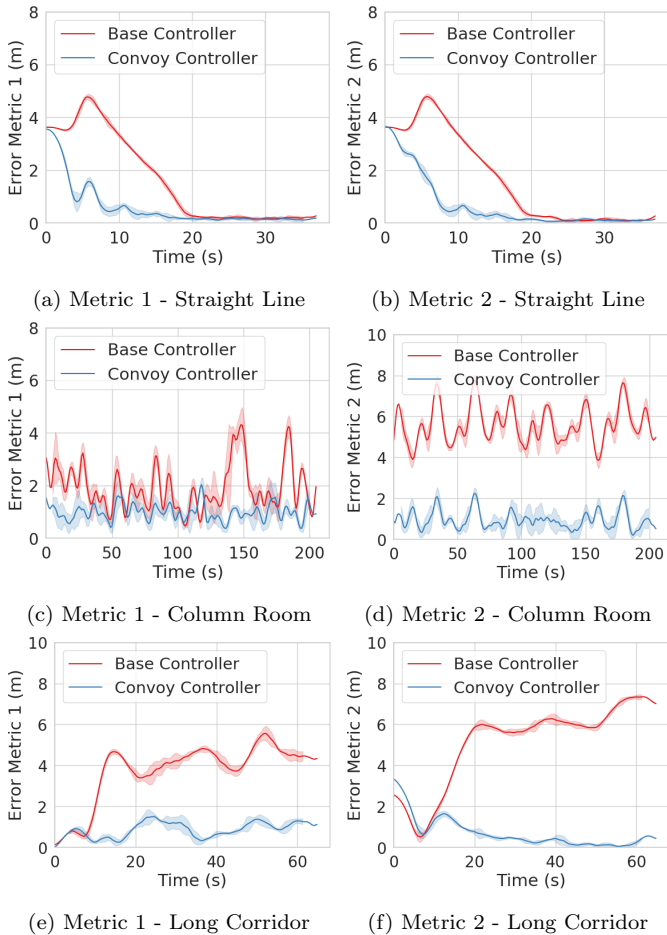 8
6
4
2
0
Error Metric 1 (m)
Base Controller
Convoy Controller
0 10 20 30
Time (s)
8
6
4
2
0
Error Metric 2 (m)
Base Controller
Convoy Controller
0 10 20 30
Time (s)
(a) Metric 1 - Straight Line
(b) Metric 2 - Straight Line
8
6
4
2
0
Error Metric 1 (m)
Base Controller
Convoy Controller
0 50 100 150 200
Time (s)
10
8
6
4
2
0
Error Metric 2 (m)
Base Controller
Convoy Controller
0 50 100 150 200
Time (s)
(c) Metric 1 - Column Room
(d) Metric 2 - Column Room
10
8
6
4
2
0
Error Metric 1 (m)
Base Controller
Convoy Controller
0 20 40 60
Time (s)
10
8
6
4
2
0
Error Metric 2 (m)
Base Controller
Convoy Controller
0 20 40 60
Time (s)
(e) Metric 1 - Long Corridor
(f) Metric 2 - Long Corridor